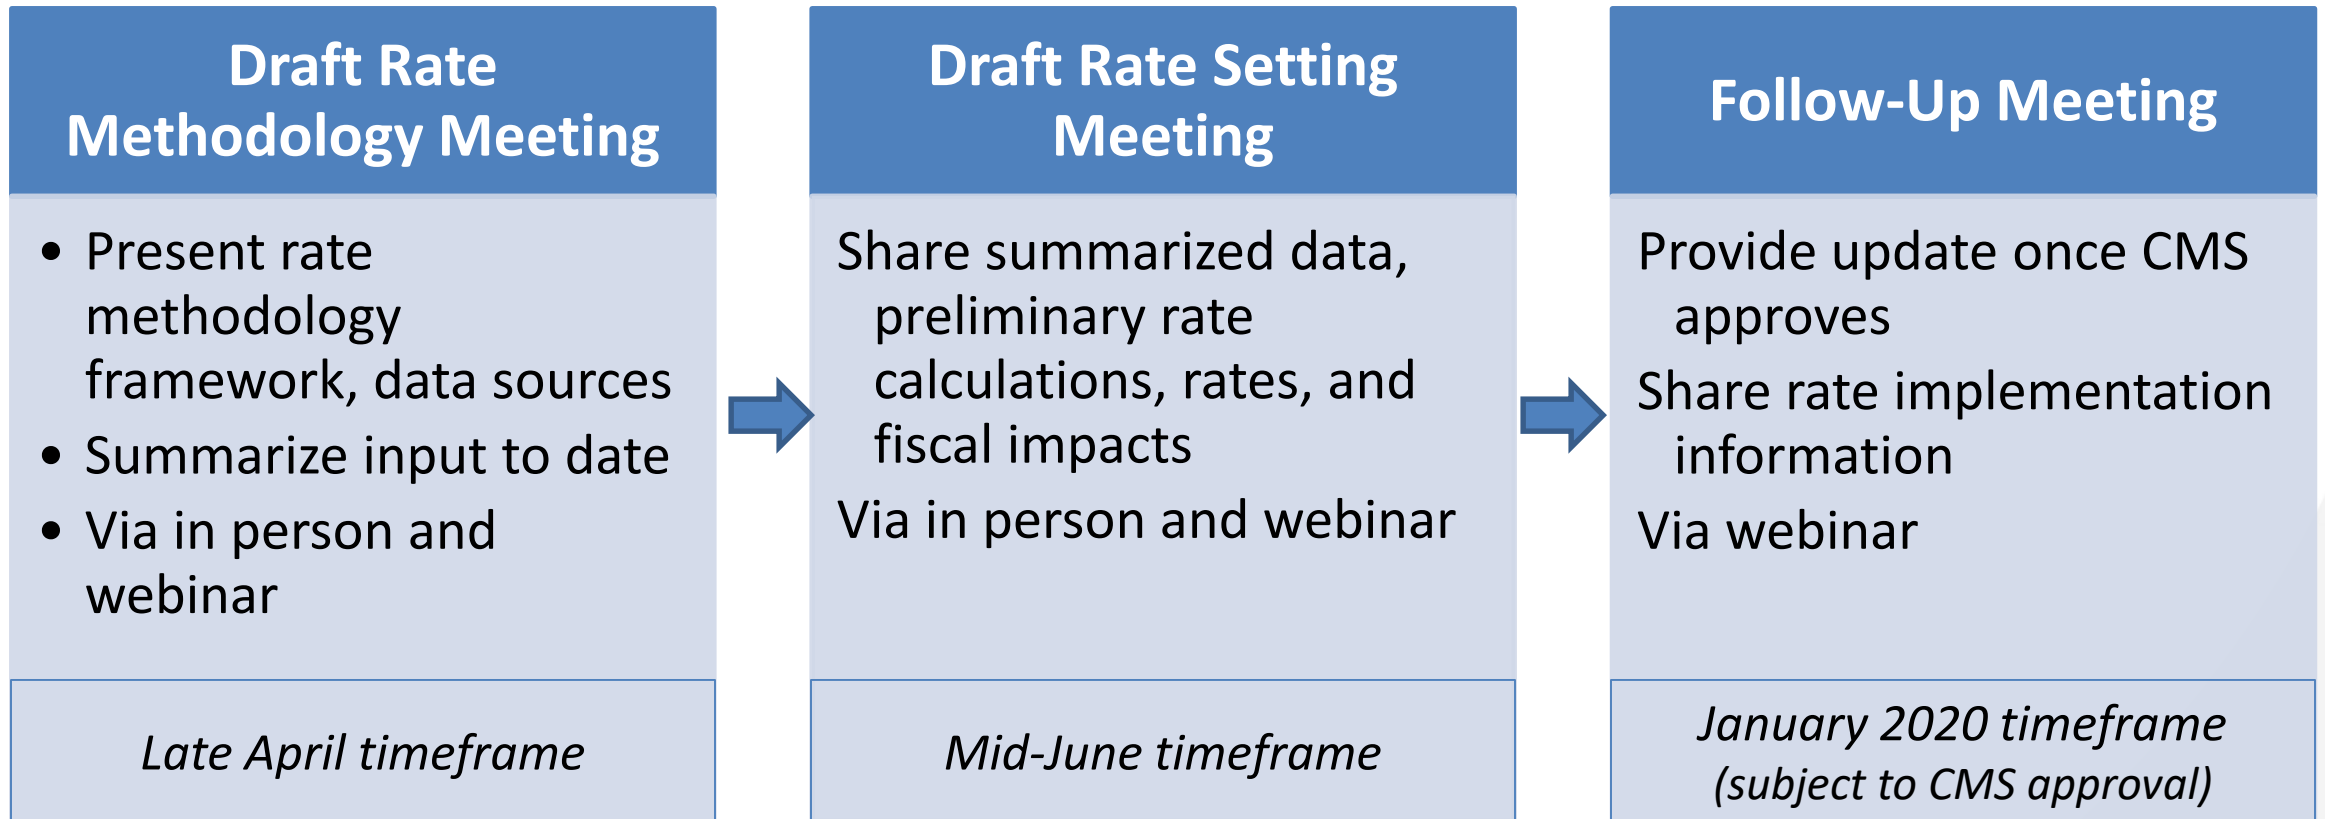 Draft Rate
Methodology Meeting
• Present rate
methodology
framework, data sources
• Summarize input to date
• Via in person and
webinar
Late April timeframe
Draft Rate Setting
Meeting
Share summarized data,
preliminary rate
calculations, rates, and
fiscal impacts
Via in person and webinar
Mid-June timeframe
Follow-Up Meeting
Provide update once CMS
approves
Share rate implementation
information
Via webinar
January 2020 timeframe
(subject to CMS approval)